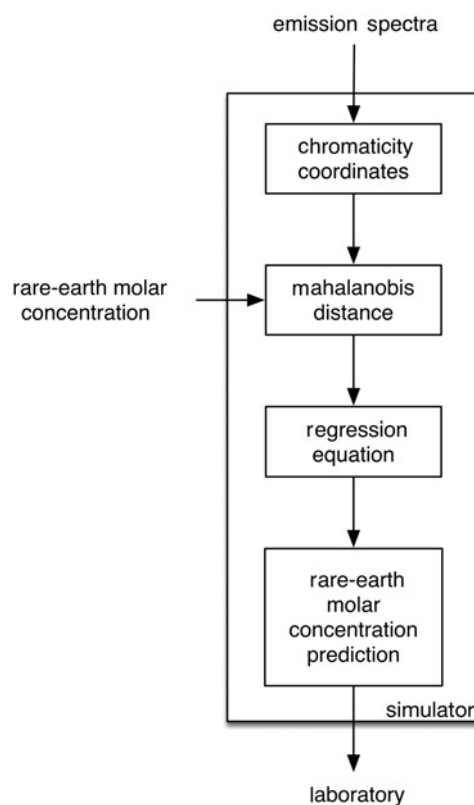 emission spectra
chromaticity
coordinates
rare-earth molar
concentration
mahalanobis
distance
regression
equation
rare-earth
molar
concentration
prediction
simulator
laboratory